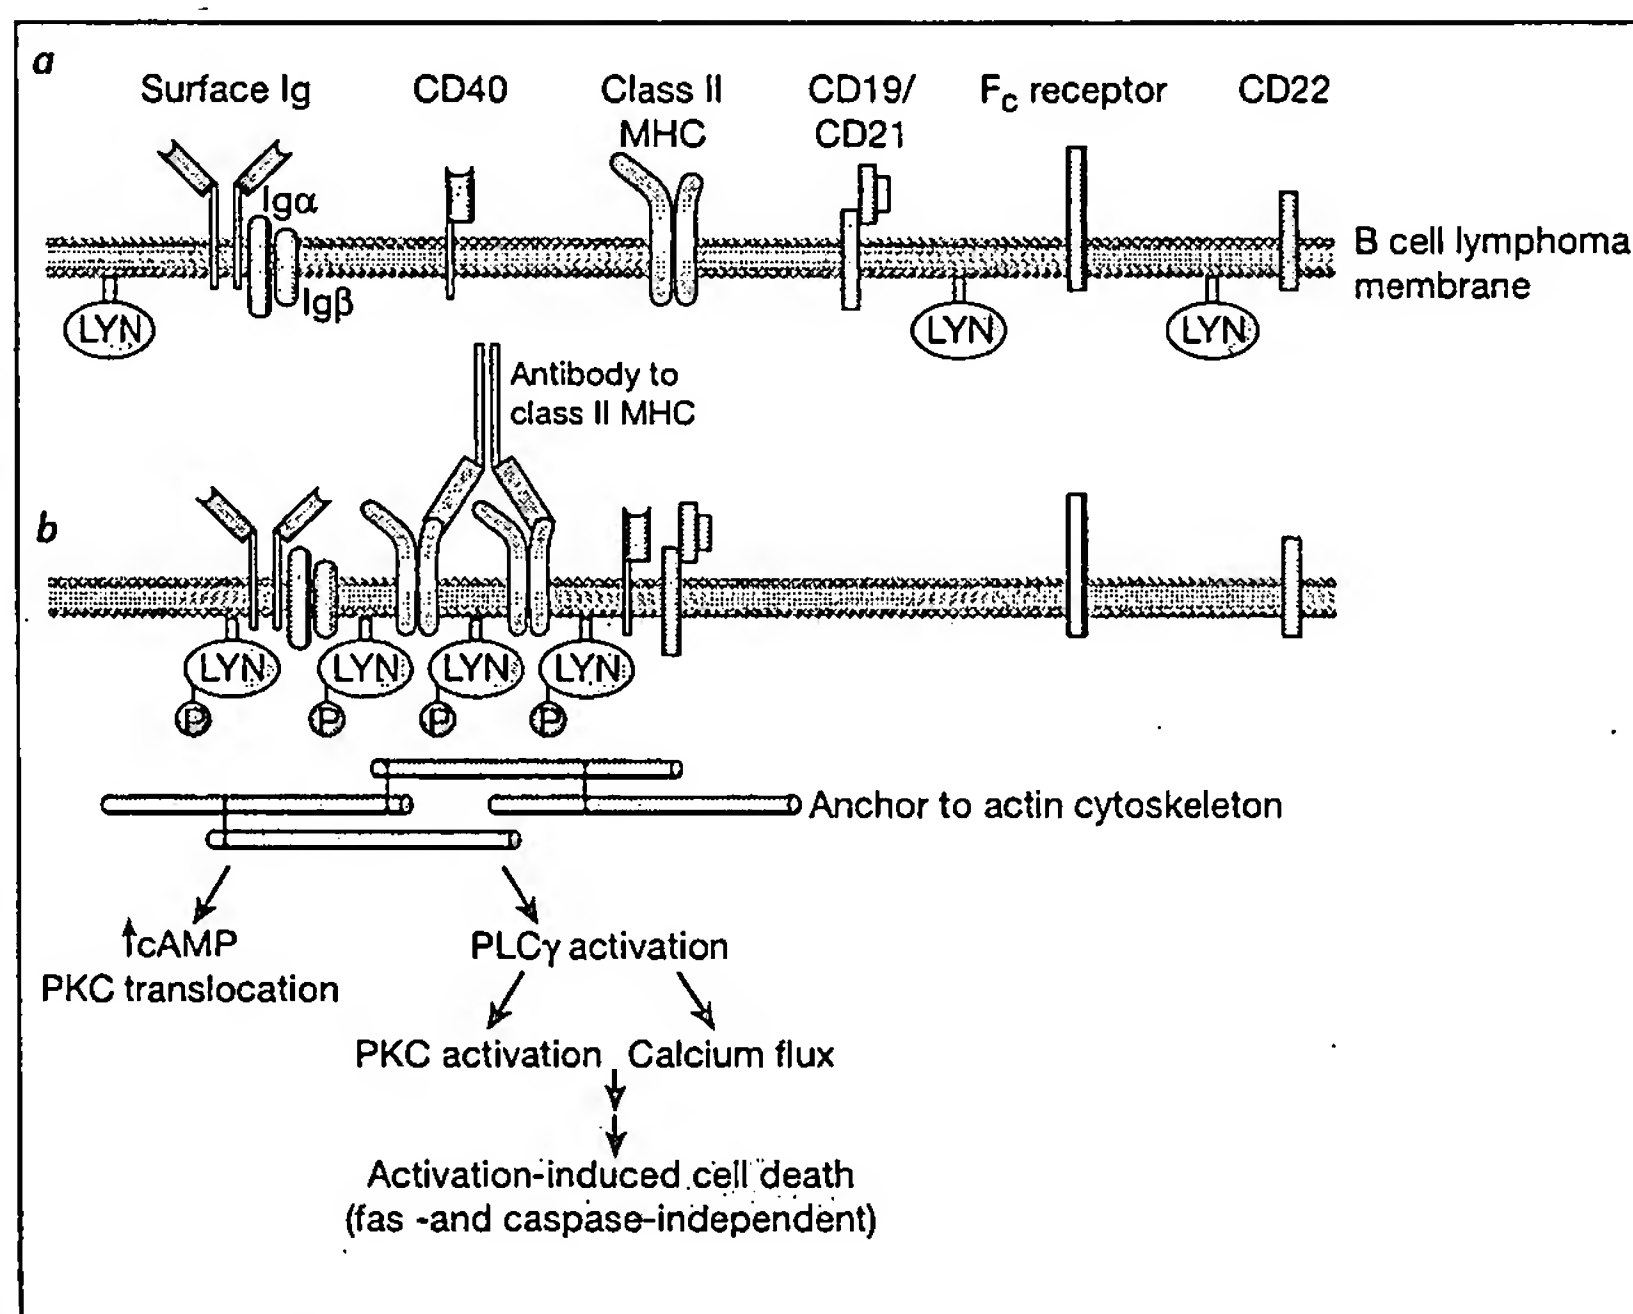 a
Surface Ig
CD40
Class II
MHC
CD19/
CD21
Fc receptor
CD22
Igα
Igβ
B cell lymphoma
membrane
LYN
LYN
LYN
Antibody to
class II MHC
b
LYN
LYN
LYN
LYN
P
P
P
P
Anchor to actin cytoskeleton
↑cAMP
PKC translocation
PLCγ activation
PKC activation
Calcium flux
Activation-induced cell death
(fas -and caspase-independent)